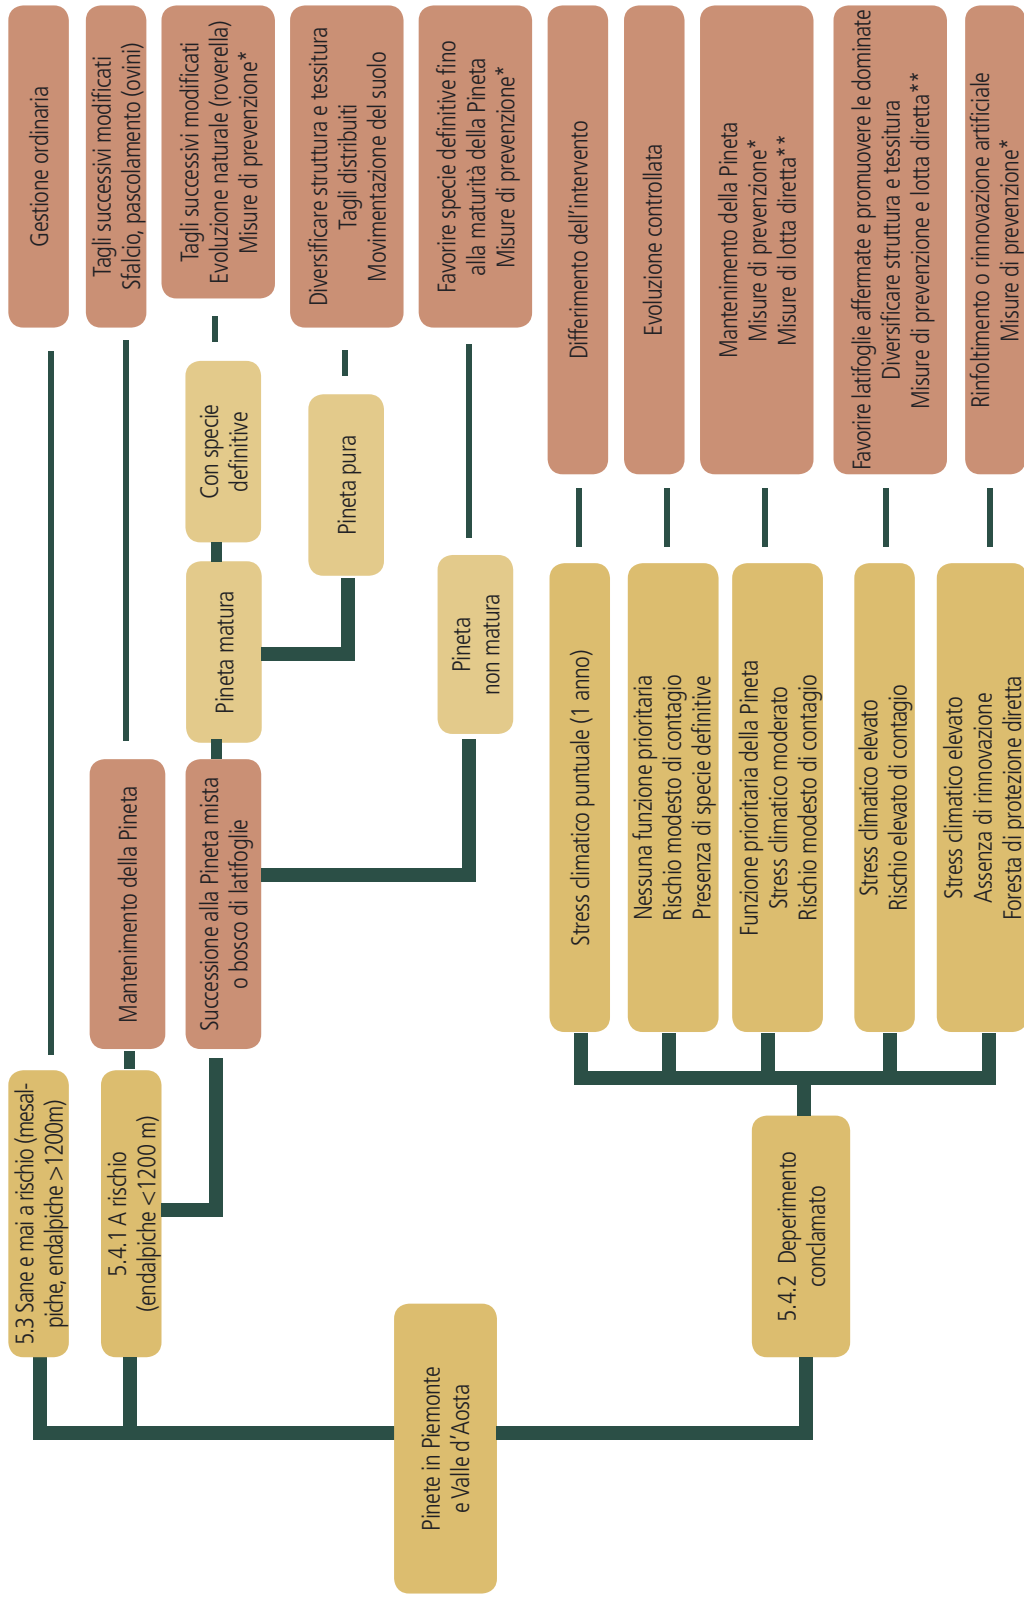 Pinete in Piemonte
e Valle d'Aosta
5.3 Sane e mai a rischio (mesal-
piche, endalpiche >1200m)
Gestione ordinaria
5.4.1 A rischio
(endalpiche <1200 m)
Mantenimento della Pineta
Tagli successivi modificati
Sfalcio, pascolamento (ovini)
Successione alla Pineta mista
o bosco di latifoglie
Pineta matura
Con specie
definitive
Tagli successivi modificati
Evoluzione naturale (roverella)
Misure di prevenzione*
Pineta pura
Diversificare struttura e tessitura
Tagli distribuiti
Movimentazione del suolo
Pineta
non matura
Favorire specie definitive fino
alla maturità della Pineta
Misure di prevenzione*
5.4.2 Deperimento
conclamato
Stress climatico puntuale (1 anno)
Differimento dell'intervento
Nessuna funzione prioritaria
Rischio modesto di contagio
Presenza di specie definitive
Evoluzione controllata
Funzione prioritaria della Pineta
Stress climatico moderato
Rischio modesto di contagio
Mantenimento della Pineta
Misure di prevenzione*
Misure di lotta diretta**
Stress climatico elevato
Rischio elevato di contagio
Favorire latifoglie affermate e promuovere le dominate
Diversificare struttura e tessitura
Misure di prevenzione e lotta diretta**
Stress climatico elevato
Assenza di rinnovazione
Foresta di protezione diretta
Rinfoltimento o rinnovazione artificiale
Misure di prevenzione*